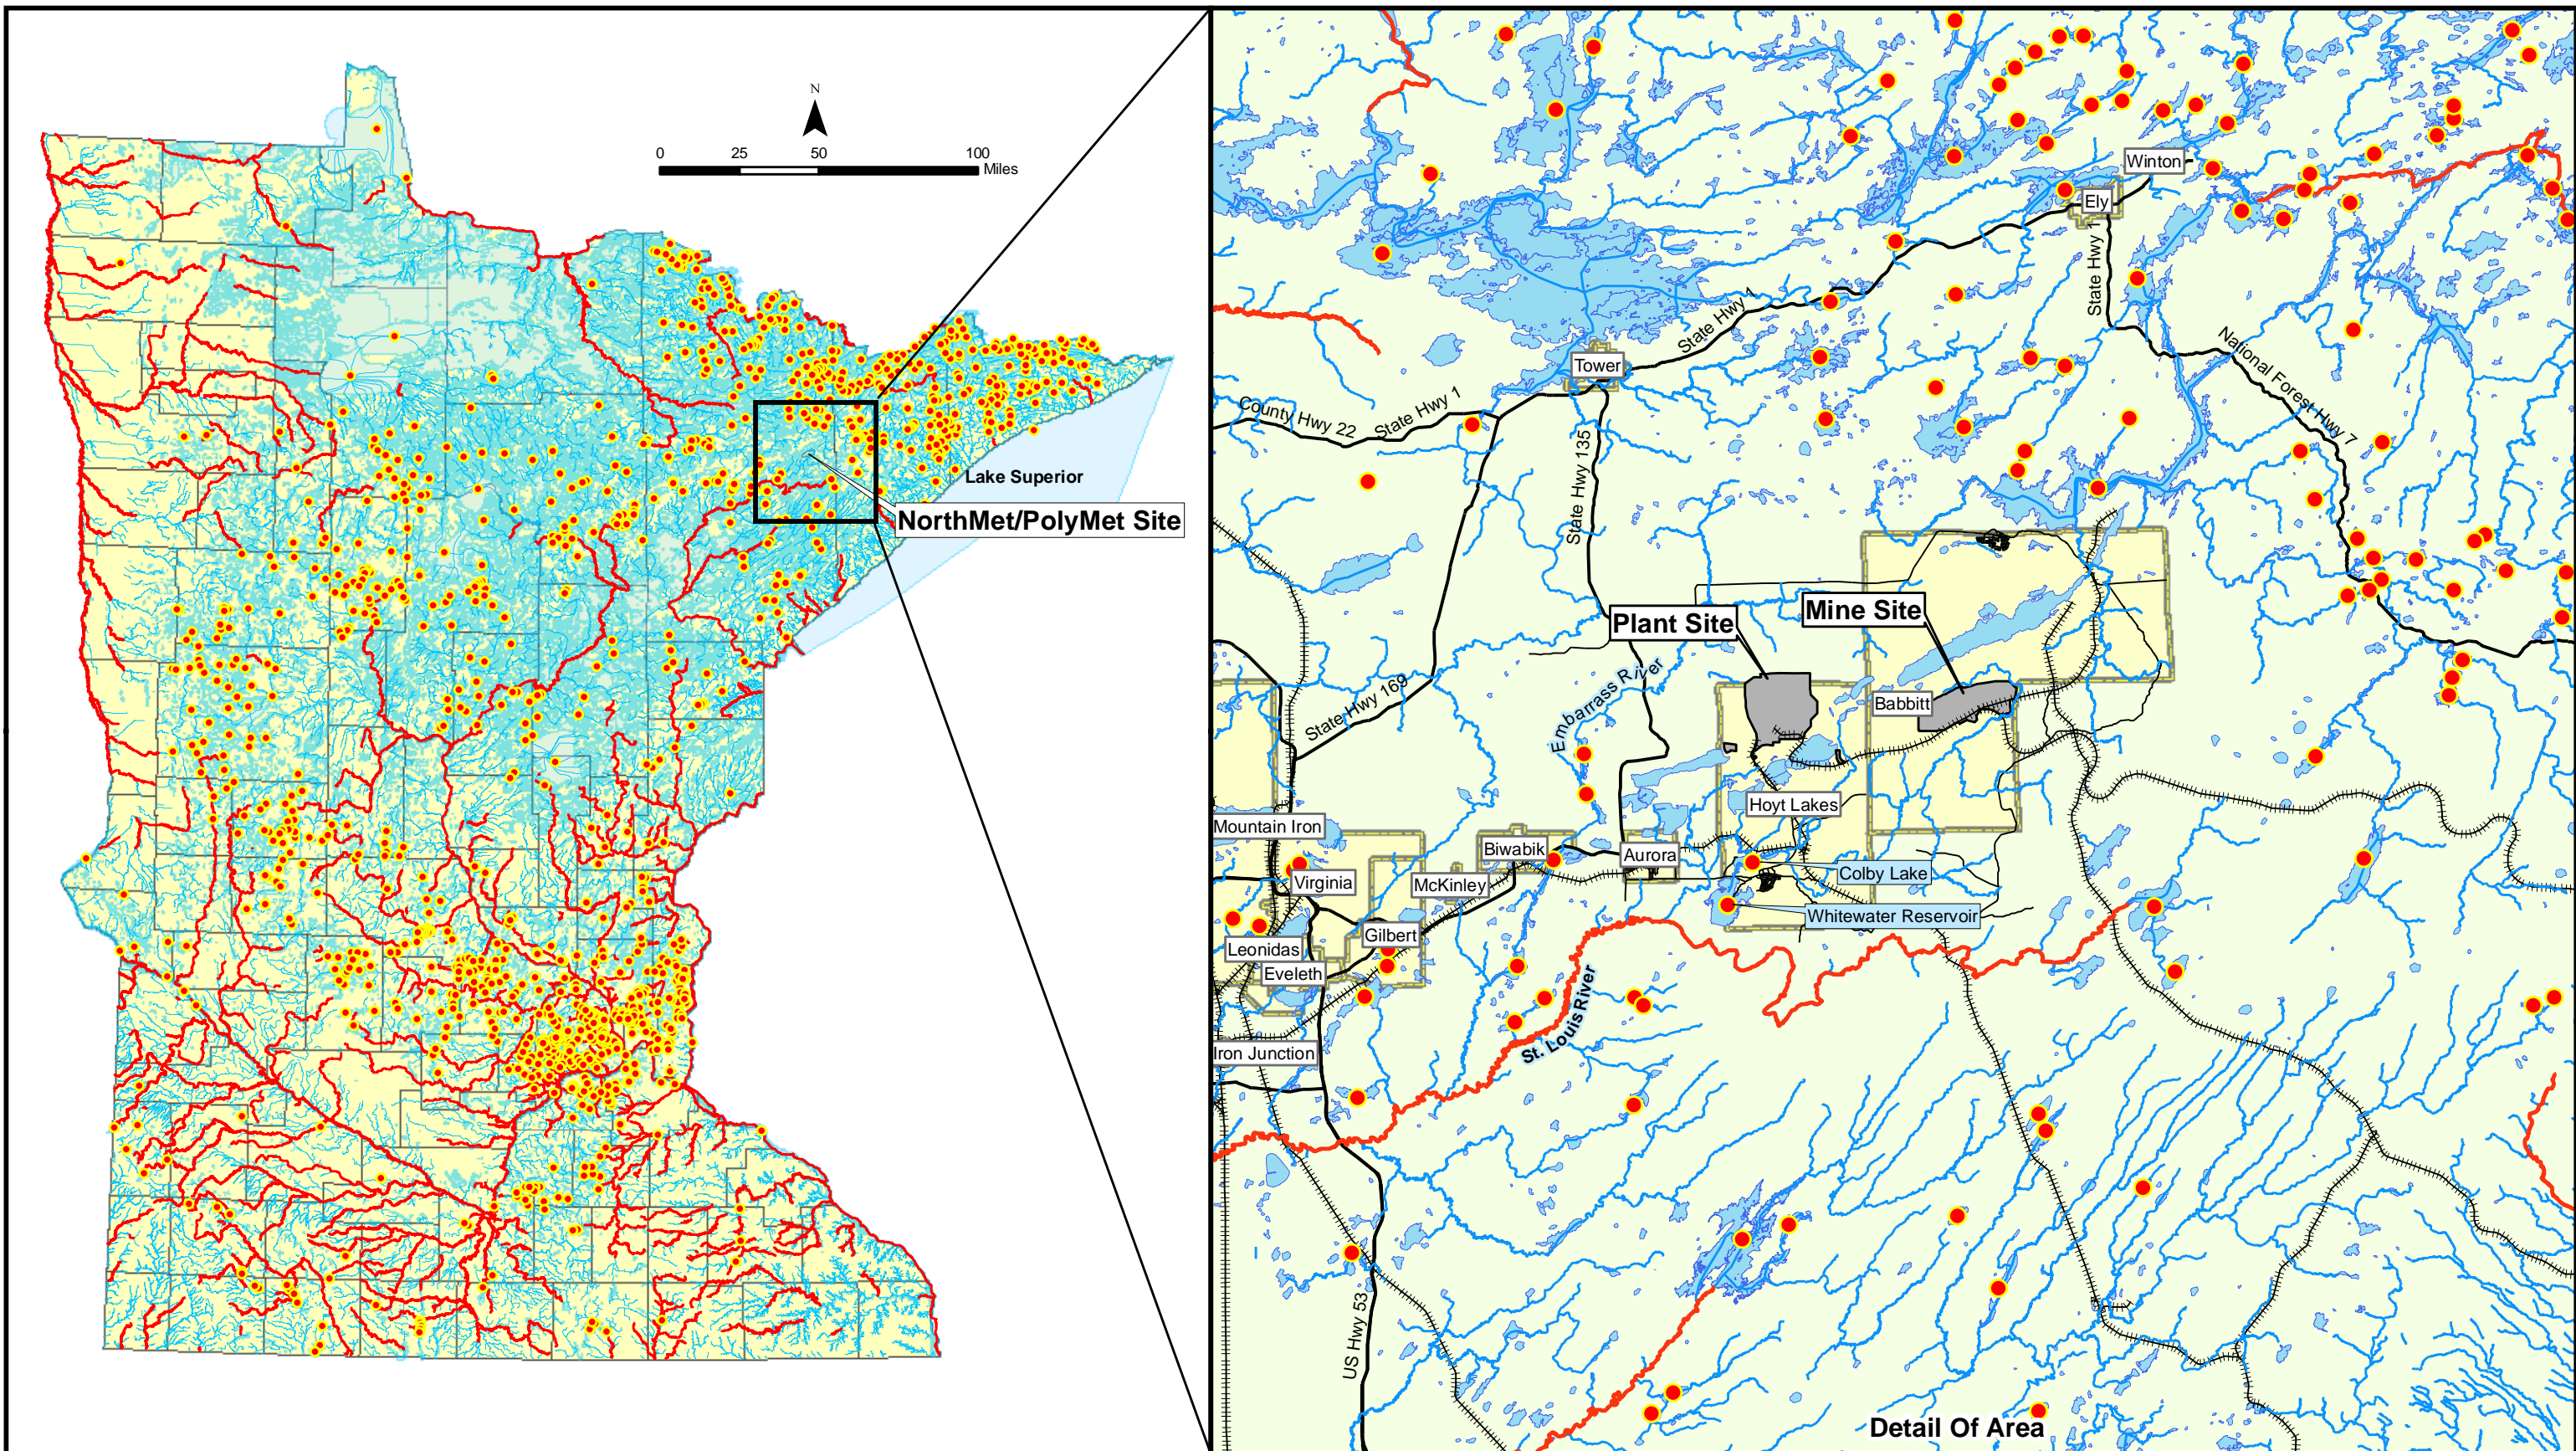 N
0 25 50 100
Miles
Lake Superior
NorthMet/PolyMet Site
Winton
Ely
State Hwy 1
National Forest Hwy 7
State Hwy 1
Tower
County Hwy 22
State Hwy 1
State Hwy 135
Plant Site
Mine Site
Embarrass River
State Hwy 169
Babbitt
Hoyt Lakes
Mountain Iron
Biwabik
Aurora
Colby Lake
Virginia
McKinley
Whitewater Reservoir
Gilbert
Leonidas
Eveleth
St. Louis River
Iron Junction
US Hwy 53
Detail Of Area